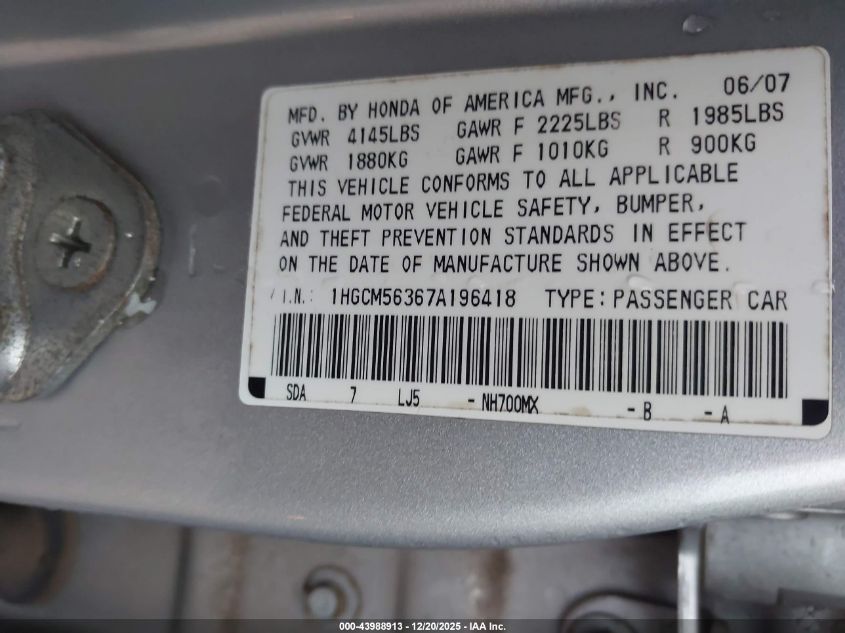 MFD. BY HONDA OF AMERICA MFG., INC. 06/07
GVWR 4145LBS GAWR F 2225LBS R 1985LBS
GVWR 1880KG GAWR F 1010KG R 900KG
THIS VEHICLE CONFORMS TO ALL APPLICABLE
FEDERAL MOTOR VEHICLE SAFETY, BUMPER,
AND THEFT PREVENTION STANDARDS IN EFFECT
ON THE DATE OF MANUFACTURE SHOWN ABOVE.
V.I.N.: 1HGCM56367A196418 TYPE: PASSENGER CAR
SDA 7 LJ5 - NH700MX - B - A
000-43988913 - 12/20/2025 - IAA Inc.